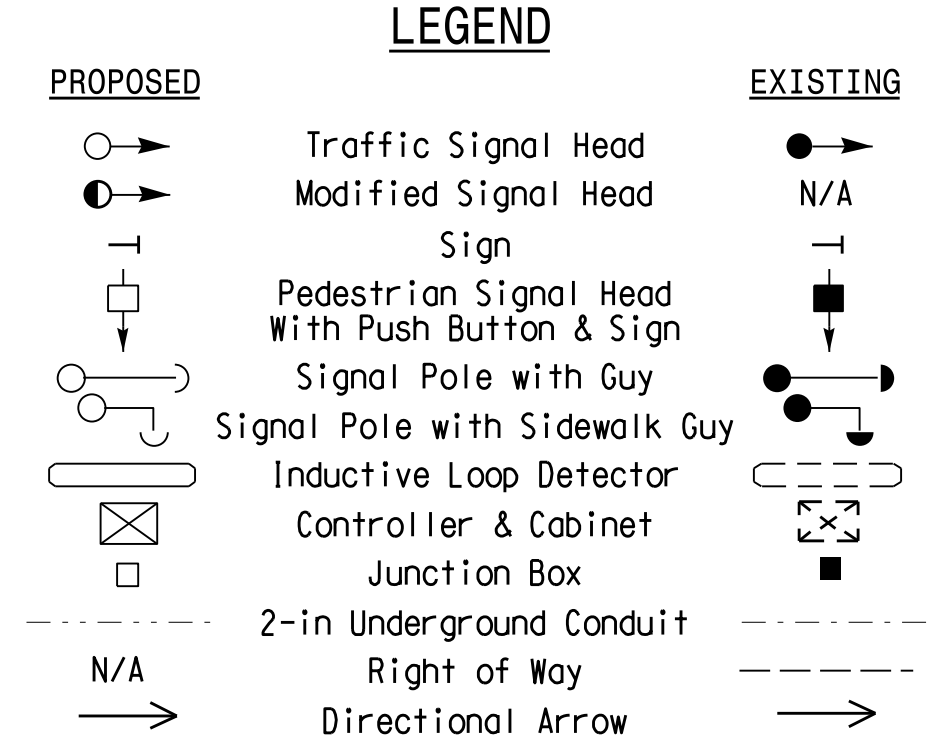 LEGEND
PROPOSED EXISTING
Traffic Signal Head
Modified Signal Head N/A
Sign
Pedestrian Signal Head
With Push Button & Sign
Signal Pole with Guy
Signal Pole with Sidewalk Guy
Inductive Loop Detector
Controller & Cabinet
Junction Box
2-in Underground Conduit
N/A Right of Way
Directional Arrow